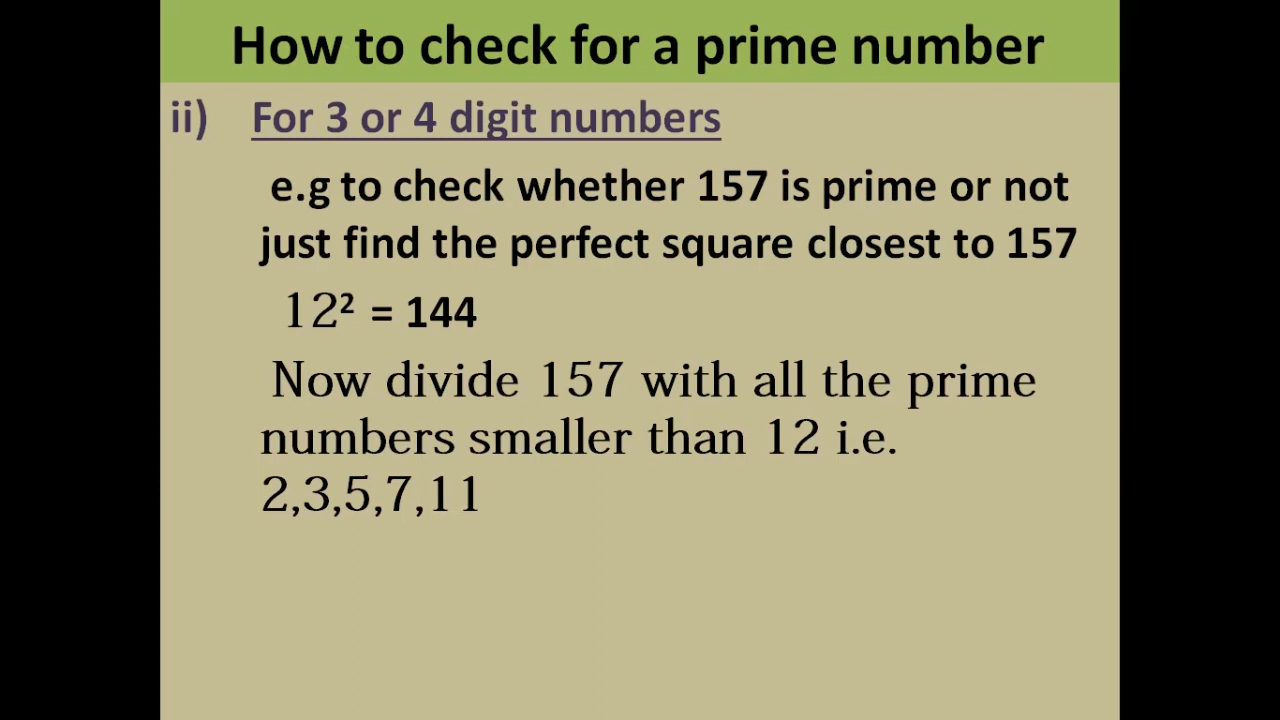 How to check for a prime number
ii) For 3 or 4 digit numbers
e.g to check whether 157 is prime or not
just find the perfect square closest to 157
12² = 144
Now divide 157 with all the prime
numbers smaller than 12 i.e.
2,3,5,7,11